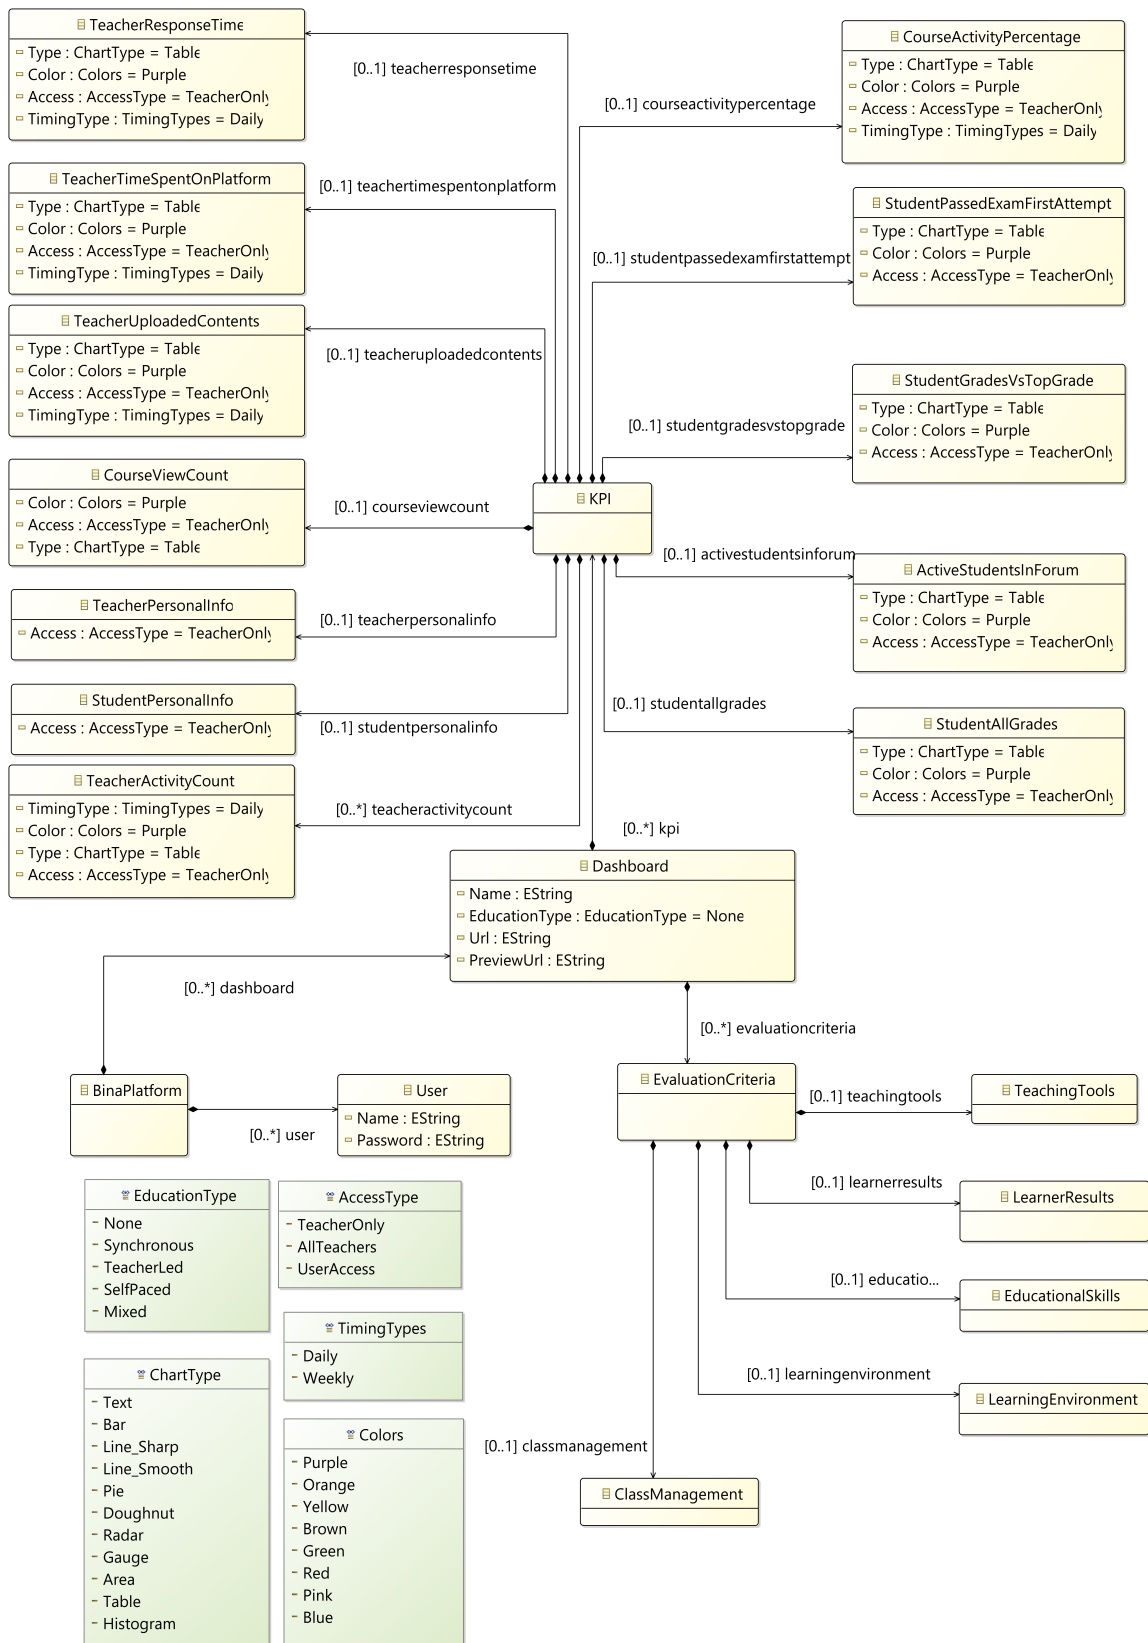 TeacherResponseTime
Type : ChartType = Table
Color : Colors = Purple
Access : AccessType = TeacherOnly
TimingType : TimingTypes = Daily
[0..1] teacherresponsetime
CourseActivityPercentage
Type : ChartType = Table
Color : Colors = Purple
Access : AccessType = TeacherOnly
TimingType : TimingTypes = Daily
[0..1] courseactivitypercentage
TeacherTimeSpentOnPlatform
Type : ChartType = Table
Color : Colors = Purple
Access : AccessType = TeacherOnly
TimingType : TimingTypes = Daily
[0..1] teachertimespentonplatform
StudentPassedExamFirstAttempt
Type : ChartType = Table
Color : Colors = Purple
Access : AccessType = TeacherOnly
[0..1] studentpassedexamfirstattempt
TeacherUploadedContents
Type : ChartType = Table
Color : Colors = Purple
Access : AccessType = TeacherOnly
TimingType : TimingTypes = Daily
[0..1] teacheruploadedcontents
StudentGradesVsTopGrade
Type : ChartType = Table
Color : Colors = Purple
Access : AccessType = TeacherOnly
[0..1] studentgradesvstopgrade
CourseViewCount
Color : Colors = Purple
Access : AccessType = TeacherOnly
Type : ChartType = Table
[0..1] courseviewcount
KPI
[0..1] activestudentsinforum
ActiveStudentsInForum
Type : ChartType = Table
Color : Colors = Purple
Access : AccessType = TeacherOnly
TeacherPersonalInfo
Access : AccessType = TeacherOnly
[0..1] teacherpersonalinfo
StudentPersonalInfo
Access : AccessType = TeacherOnly
[0..1] studentpersonalinfo
[0..1] studentallgrades
StudentAllGrades
Type : ChartType = Table
Color : Colors = Purple
Access : AccessType = TeacherOnly
TeacherActivityCount
TimingType : TimingTypes = Daily
Color : Colors = Purple
Type : ChartType = Table
Access : AccessType = TeacherOnly
[0..*] teacheractivitycount
[0..*] kpi
Dashboard
Name : EString
EducationType : EducationType = None
Url : EString
PreviewUrl : EString
[0..*] dashboard
[0..*] evaluationcriteria
BinaPlatform
[0..*] user
User
Name : EString
Password : EString
EvaluationCriteria
[0..1] teachingtools
TeachingTools
[0..1] learnerresults
LearnerResults
[0..1] educatio...
EducationalSkills
[0..1] learningenvironment
LearningEnvironment
[0..1] classmanagement
ClassManagement
EducationType
None
Synchronous
TeacherLed
SelfPaced
Mixed
AccessType
TeacherOnly
AllTeachers
UserAccess
TimingTypes
Daily
Weekly
ChartType
Text
Bar
Line_Sharp
Line_Smooth
Pie
Doughnut
Radar
Gauge
Area
Table
Histogram
Colors
Purple
Orange
Yellow
Brown
Green
Red
Pink
Blue